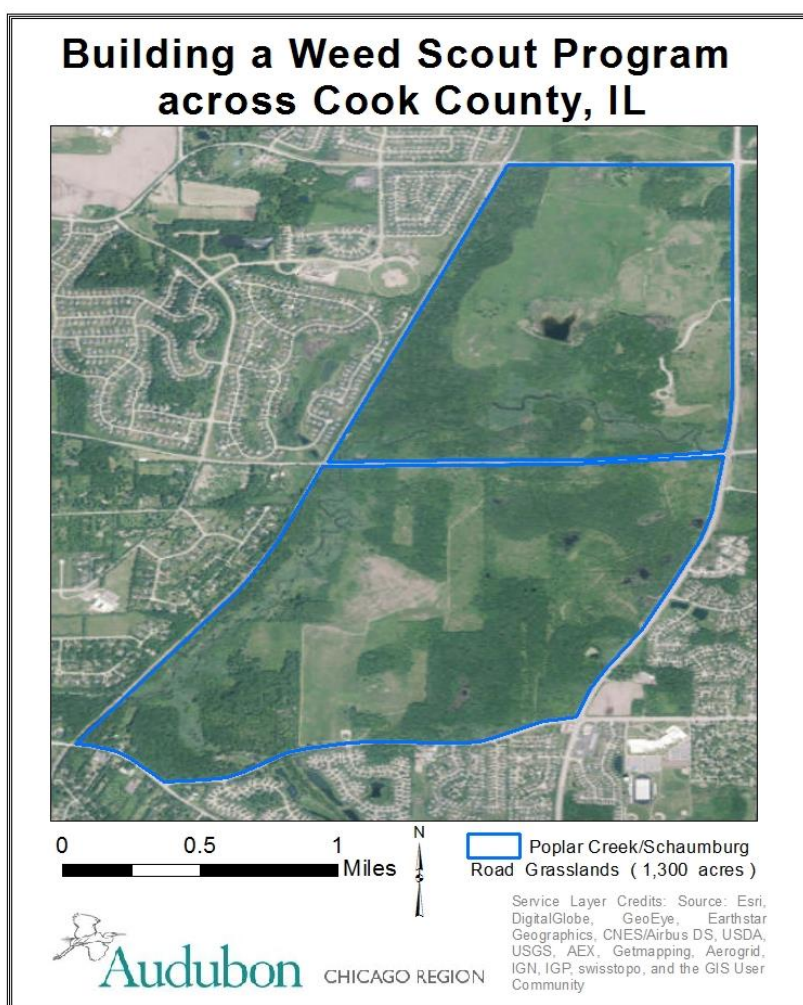 Building a Weed Scout Program
across Cook County, IL
0 0.5 1
Miles
N
Poplar Creek/Schaumburg
Road Grasslands ( 1,300 acres )
Service Layer Credits: Source: Esri,
DigitalGlobe, GeoEye, Earthstar
Geographics, CNES/Airbus DS, USDA,
USGS, AEX, Getmapping, Aerogrid,
IGN, IGP, swisstopo, and the GIS User
Community
Audubon CHICAGO REGION